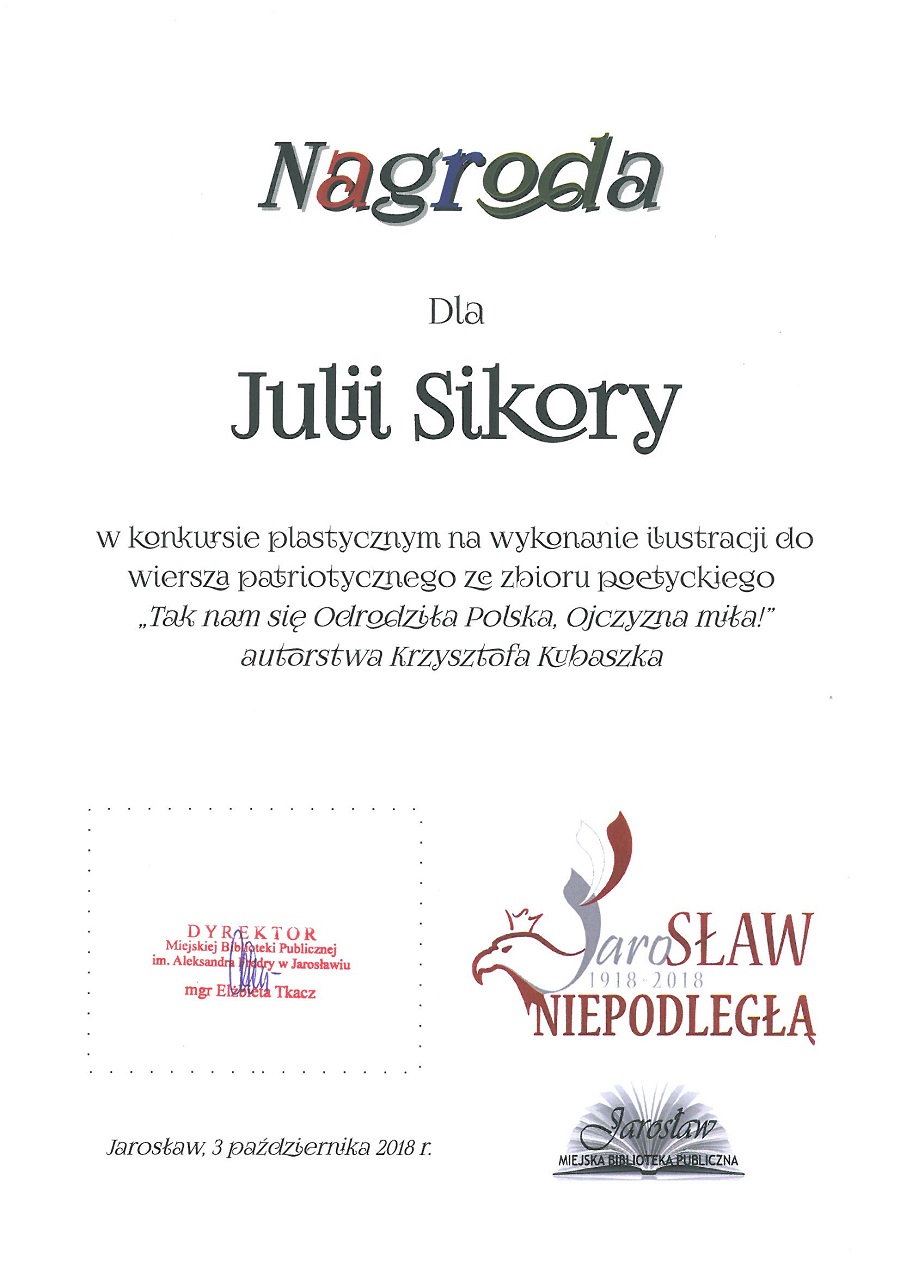 Nagroda
Dla
Julii Sikory
w konkursie plastycznym na wykonanie ilustracji do
wiersza patriotycznego ze zbioru poetyckiego
„Tak nam się Odrodziła Polska, Ojczyzna miła!”
autorstwa Krzysztofa Kubaszka
DYREKTOR
Miejskiej Biblioteki Publicznej
im. Aleksandra Fredry w Jarosławiu
mgr Elżbieta Tkacz
JaroSŁAW
1918-2018
NIEPODLEGŁĄ
Jarosław, 3 października 2018 r.
Jarosław
MIEJSKA BIBLIOTEKA PUBLICZNA